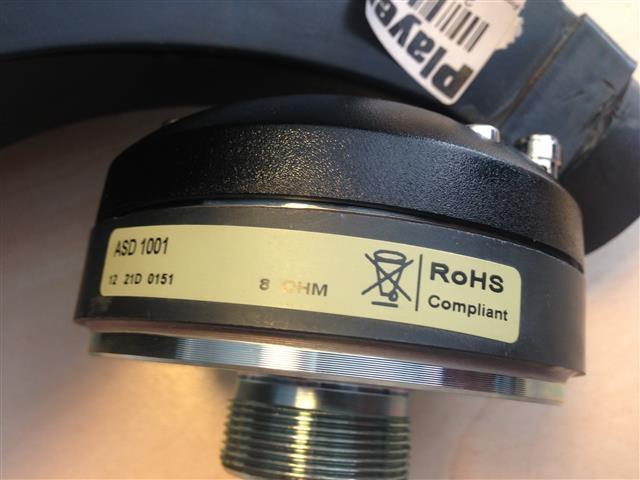 playe
ASD 1001
12 21D 0151
8 OHM
RoHS
Compliant